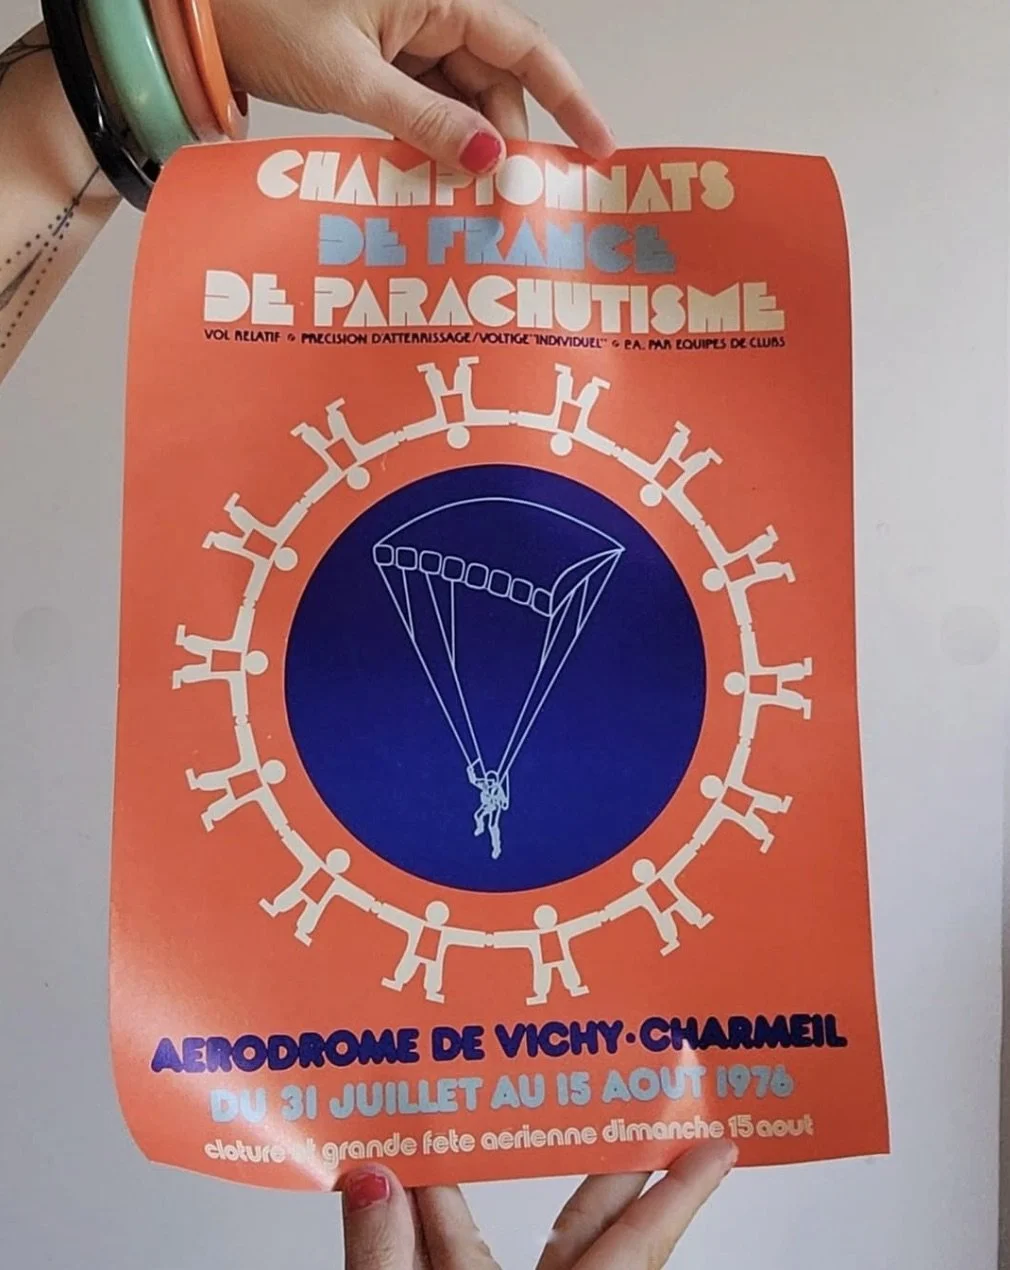 CHAMPIONNATS
DE FRANCE
DE PARACHUTISME
VOL RELATIF • PRECISION D'ATTERRISSAGE/VOLTIGE "INDIVIDUEL" • P.A. PAR EQUIPES DE CLUBS
AERODROME DE VICHY·CHARMEIL
DU 31 JUILLET AU 15 AOUT 1976
cloture et grande fete aerienne dimanche 15 aout